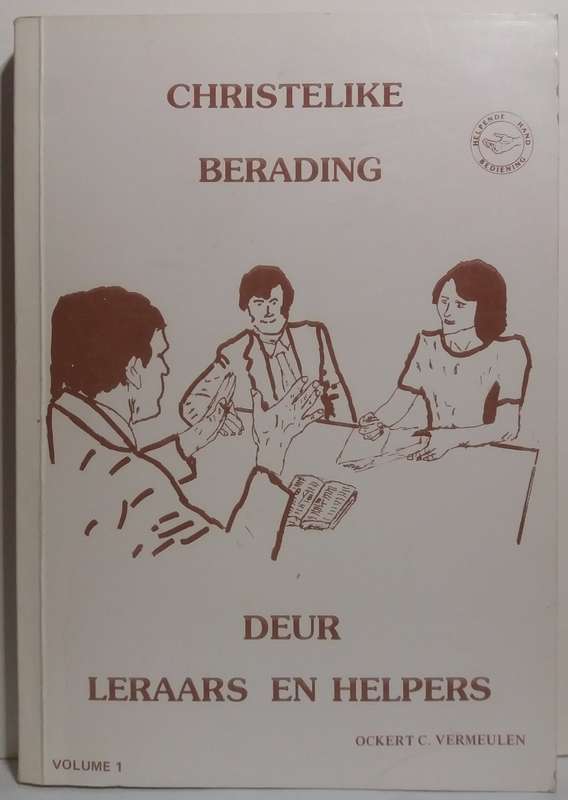 CHRISTELIKE
BERADING
HELPENDE HAND
BEDIENING
DEUR
LERAARS EN HELPERS
OCKERT C. VERMEULEN
VOLUME 1